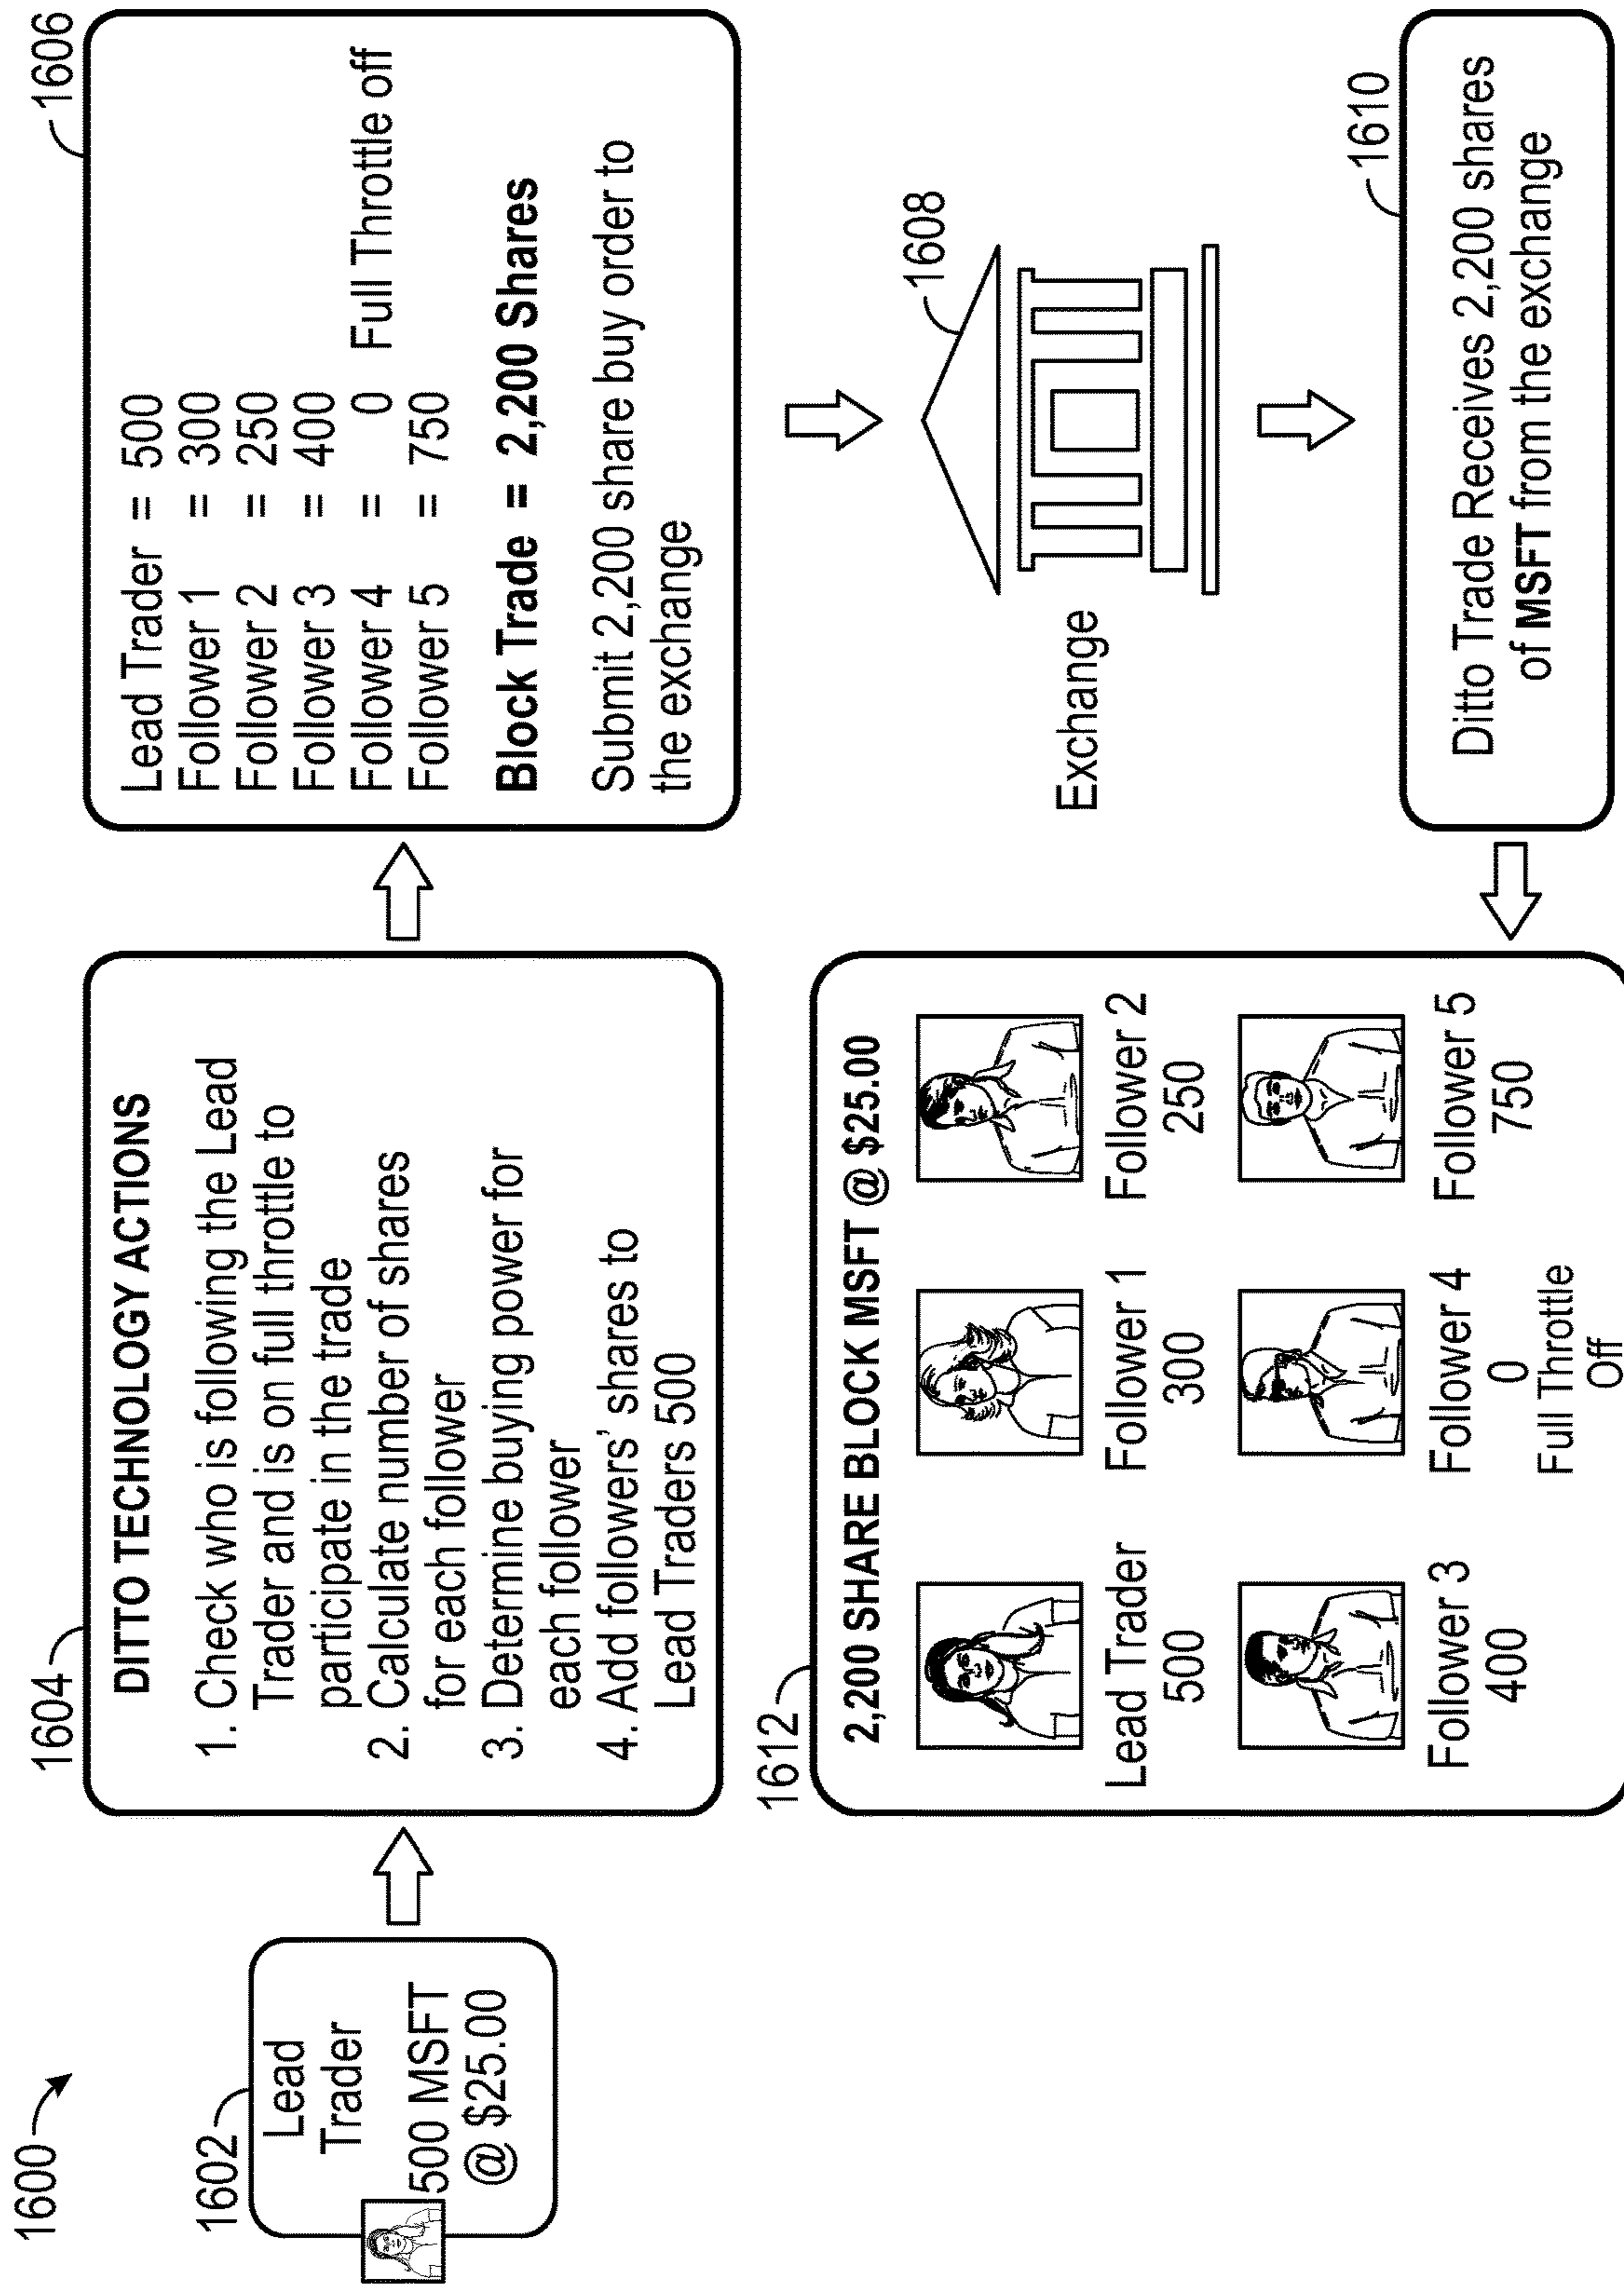 1600
1602
Lead
Trader
500 MSFT
@ $25.00
1604
DITTO TECHNOLOGY ACTIONS
1. Check who is following the Lead
Trader and is on full throttle to
participate in the trade
2. Calculate number of shares
for each follower
3. Determine buying power for
each follower
4. Add followers' shares to
Lead Traders 500
1606
Lead Trader = 500
Follower 1 = 300
Follower 2 = 250
Follower 3 = 400
Follower 4 = 0 Full Throttle off
Follower 5 = 750
Block Trade = 2,200 Shares
Submit 2,200 share buy order to
the exchange
1608
Exchange
1610
Ditto Trade Receives 2,200 shares
of MSFT from the exchange
1612
2,200 SHARE BLOCK MSFT @ $25.00
Lead Trader
500
Follower 1
300
Follower 2
250
Follower 3
400
Follower 4
0
Full Throttle
Off
Follower 5
750